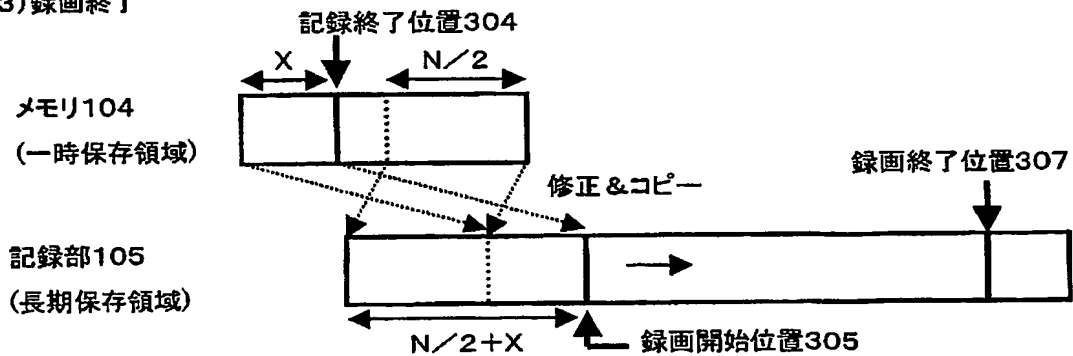 3)録画終了
記録終了位置304
X
N/2
メモリ104
(一時保存領域)
録画終了位置307
修正&コピー
記録部105
(長期保存領域)
N/2+X
録画開始位置305